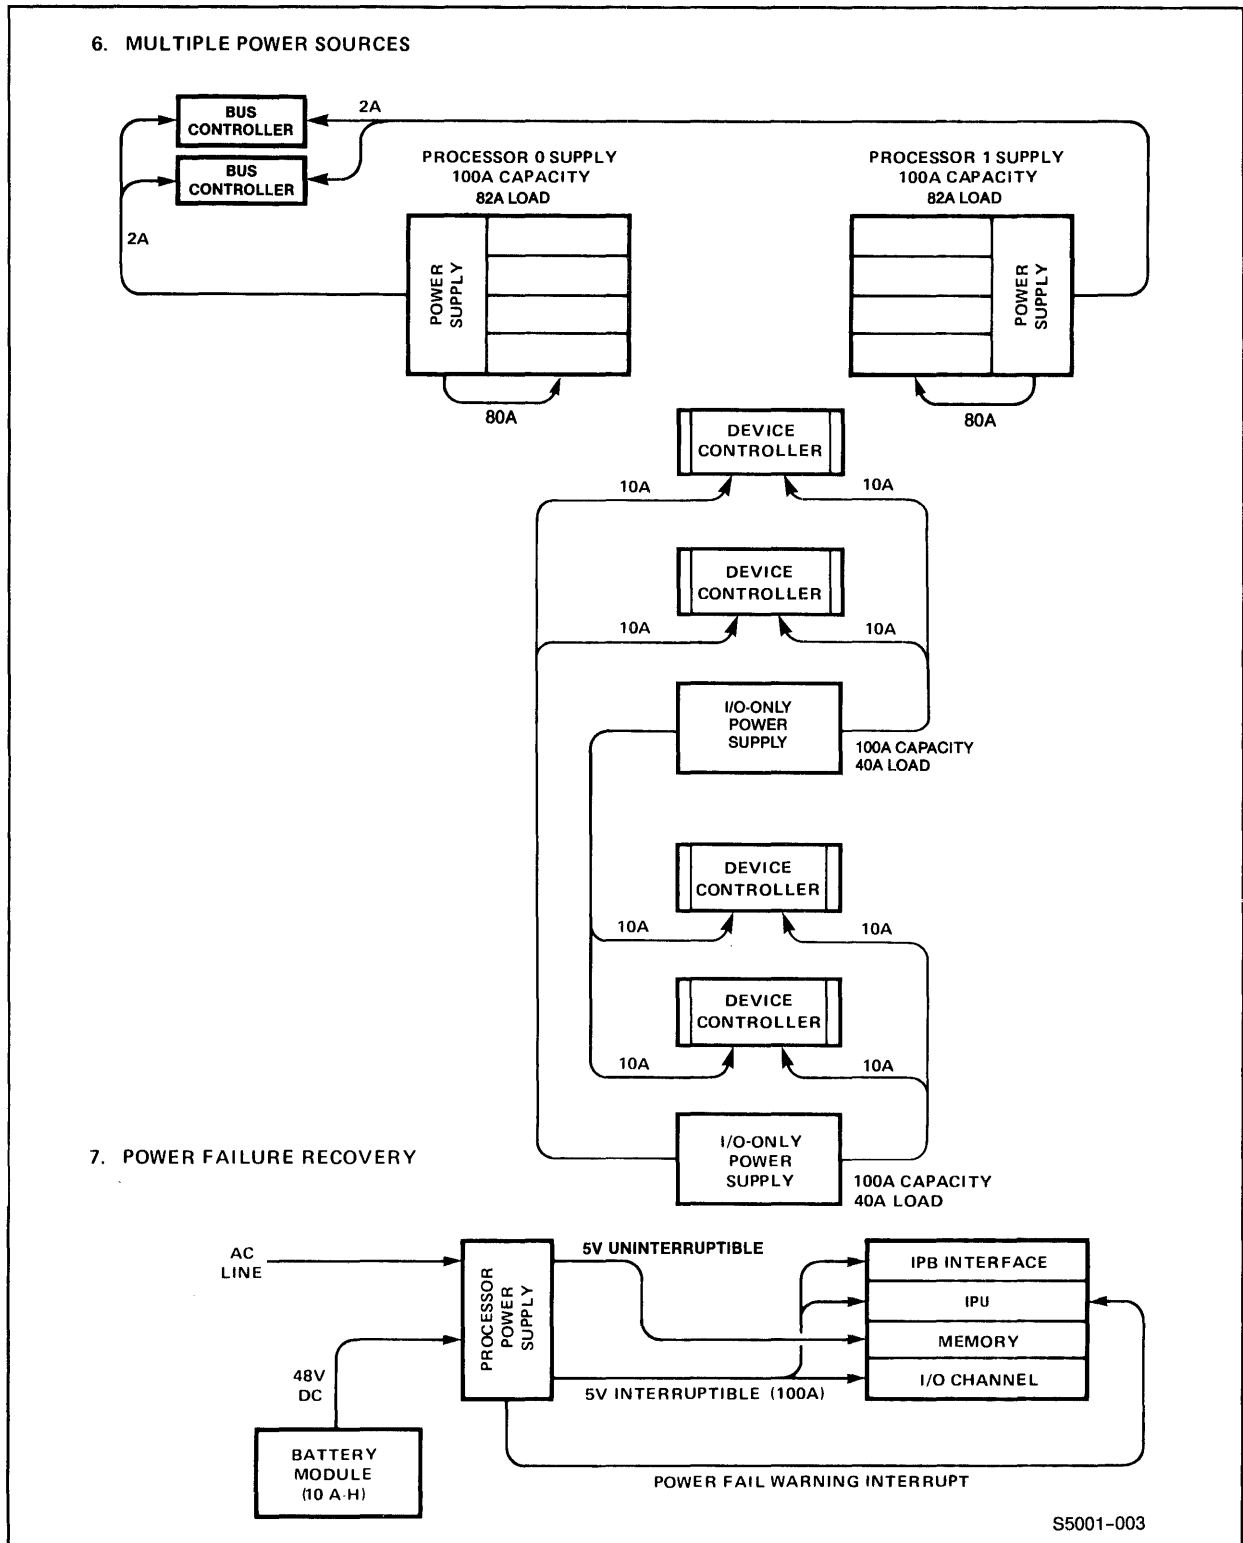 6. MULTIPLE POWER SOURCES
BUS
CONTROLLER
2A
BUS
CONTROLLER
2A
PROCESSOR 0 SUPPLY
100A CAPACITY
82A LOAD
POWER
SUPPLY
80A
PROCESSOR 1 SUPPLY
100A CAPACITY
82A LOAD
POWER
SUPPLY
80A
DEVICE
CONTROLLER
10A
10A
DEVICE
CONTROLLER
10A
10A
I/O-ONLY
POWER
SUPPLY
100A CAPACITY
40A LOAD
DEVICE
CONTROLLER
10A
10A
DEVICE
CONTROLLER
10A
10A
I/O-ONLY
POWER
SUPPLY
100A CAPACITY
40A LOAD
7. POWER FAILURE RECOVERY
AC
LINE
48V
DC
BATTERY
MODULE
(10 A-H)
PROCESSOR
POWER
SUPPLY
5V UNINTERRUPTIBLE
5V INTERRUPTIBLE (100A)
IPB INTERFACE
IPU
MEMORY
I/O CHANNEL
POWER FAIL WARNING INTERRUPT
S5001-003